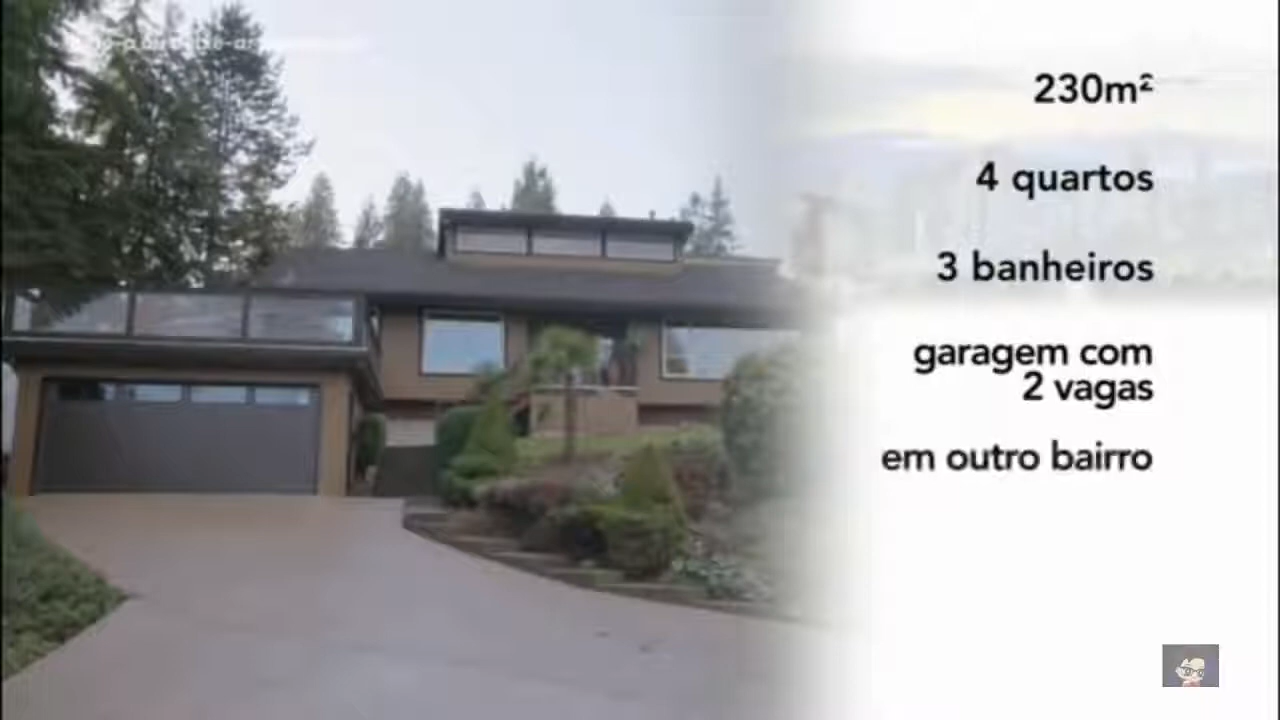 230m²
4 quartos
3 banheiros
garagem com
2 vagas
em outro bairro